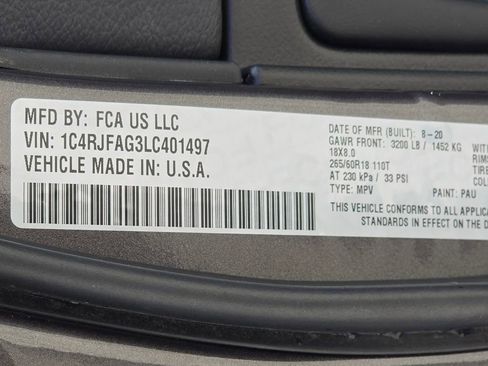 MFD BY: FCA US LLC
VIN: 1C4RJFAG3LC401497
VEHICLE MADE IN: U.S.A.
DATE OF MFR (BUILT): 8-20
GAWR FRONT: 3200 LB / 1452 KG WITH
18X8.0
265/60R18 110T
AT 230 kPa / 33 PSI
TYPE: MPV PAINT: PAU
THIS VEHICLE CONFORMS TO ALL APPLICA
STANDARDS IN EFFECT ON THE D